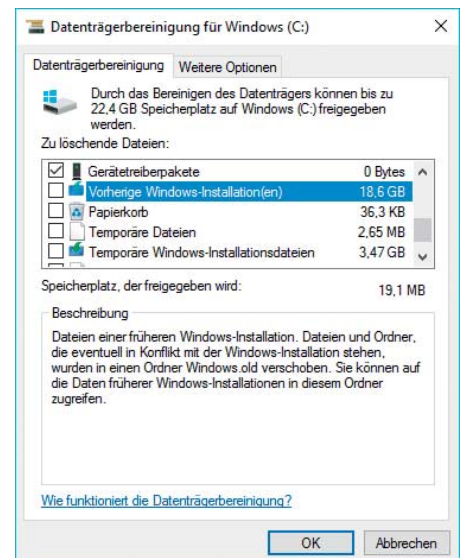 Datenträgerbereinigung für Windows (C:)
Datenträgerbereinigung Weitere Optionen
Durch das Bereinigen des Datenträgers können bis zu
22,4 GB Speicherplatz auf Windows (C:) freigegeben
werden.
Zu löschende Dateien:
Gerätetreiberpakete 0 Bytes
Vorherige Windows-Installation(en) 18,6 GB
Papierkorb 36,3 KB
Temporäre Dateien 2,65 MB
Temporäre Windows-Installationsdateien 3,47 GB
Speicherplatz, der freigegeben wird: 19,1 MB
Beschreibung
Dateien einer früheren Windows-Installation. Dateien und Ordner,
die eventuell in Konflikt mit der Windows-Installation stehen,
wurden in einen Ordner Windows.old verschoben. Sie können auf
die Daten früherer Windows-Installationen in diesem Ordner
zugreifen.
Wie funktioniert die Datenträgerbereinigung?
OK Abbrechen